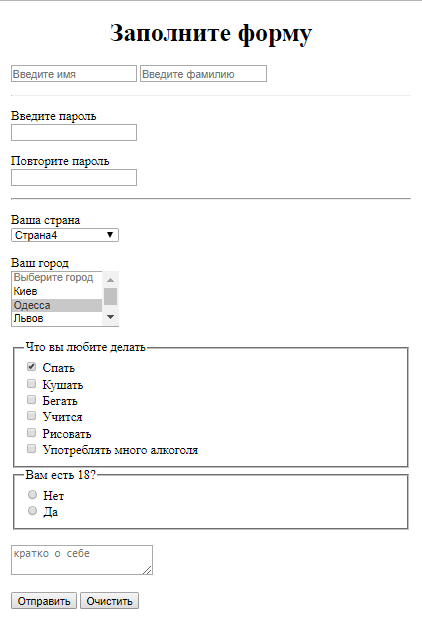 Заполните форму
Введите имя Введите фамилию
Введите пароль
Повторите пароль
Ваша страна
Страна4
Ваш город
Выберите город
Киев
Одесса
Львов
Что вы любите делать
Спать
Кушать
Бегать
Учится
Рисовать
Употреблять много алкоголя
Вам есть 18?
Нет
Да
кратко о себе
Отправить Очистить